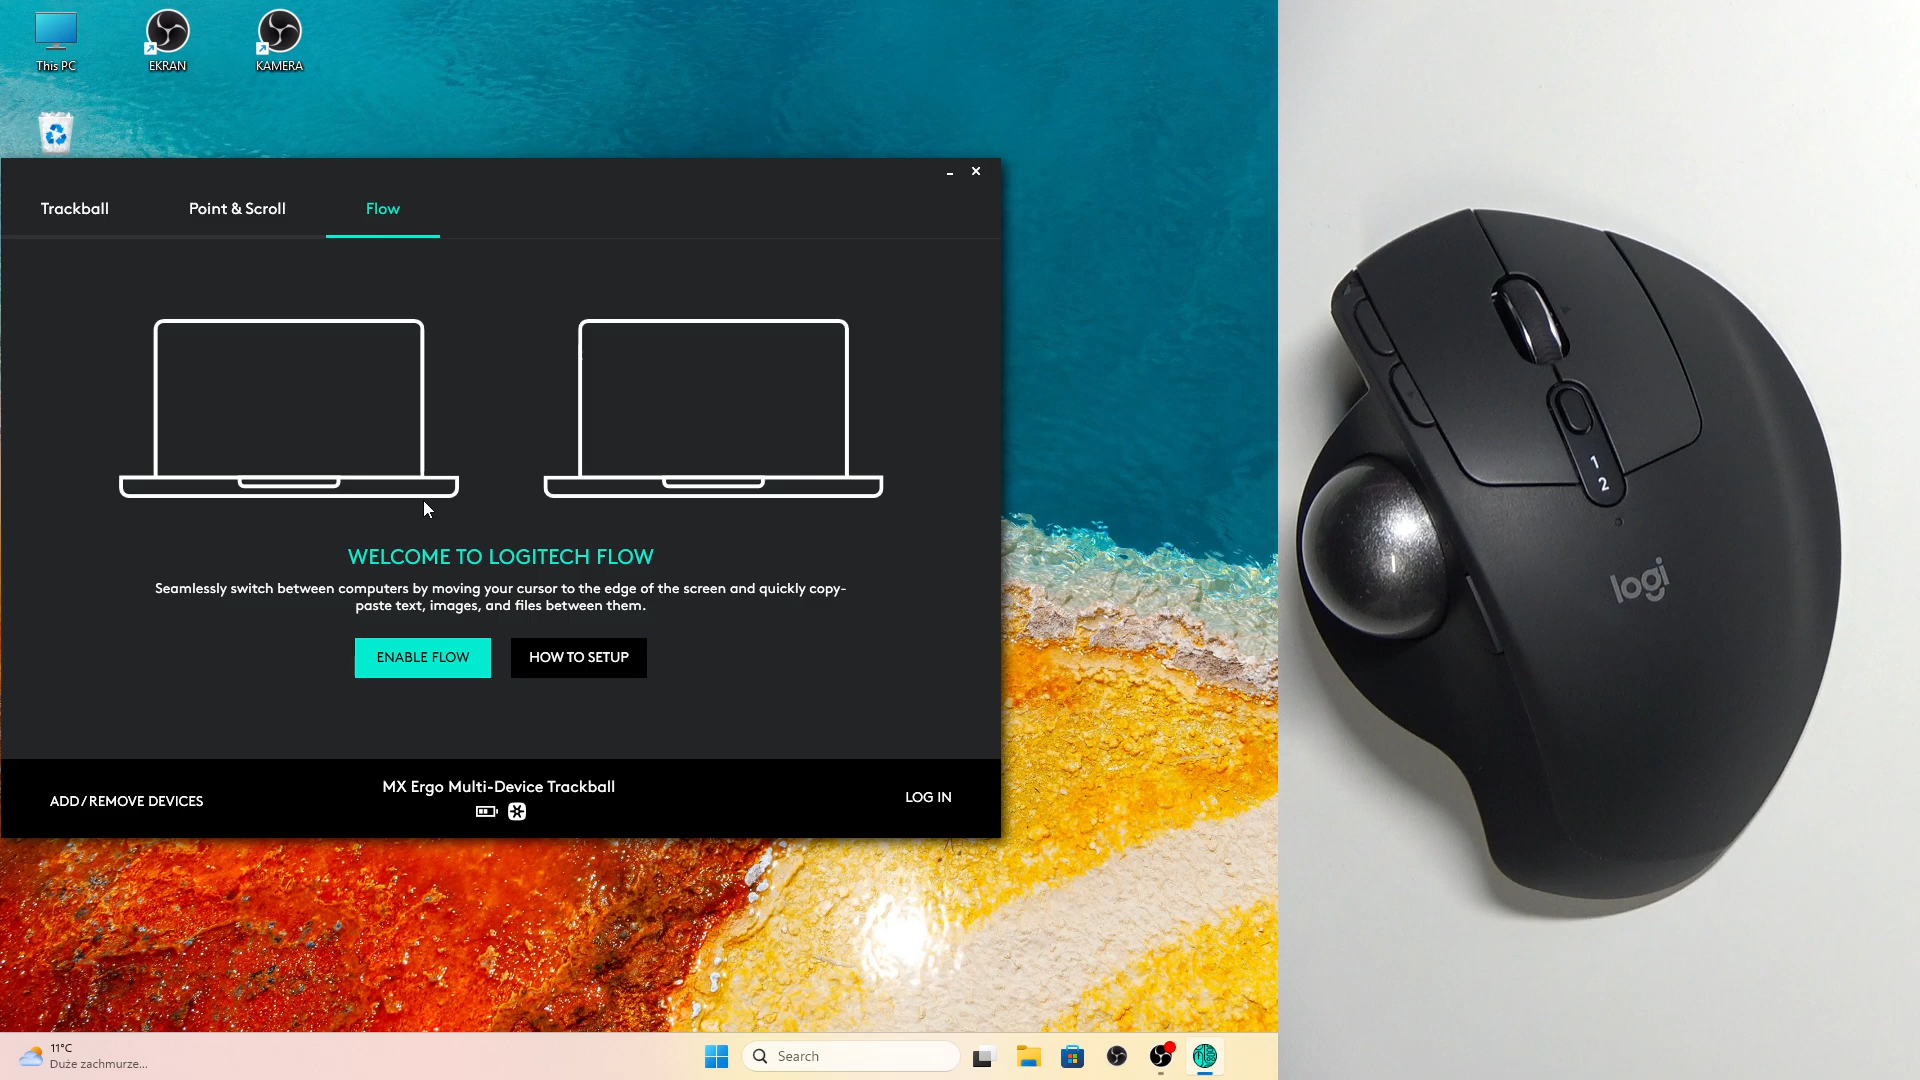 This PC
EKRAN
KAMERA
Trackball
Point & Scroll
Flow
WELCOME TO LOGITECH FLOW
Seamlessly switch between computers by moving your cursor to the edge of the screen and quickly copy-
paste text, images, and files between them.
ENABLE FLOW
HOW TO SETUP
ADD/REMOVE DEVICES
MX Ergo Multi-Device Trackball
LOG IN
11°C
Duże zachmurze...
Search
1
2
logi